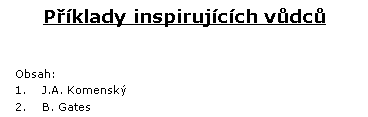 Příklady inspirujících vůdců
Obsah:
1. J.A. Komenský
2. B. Gates